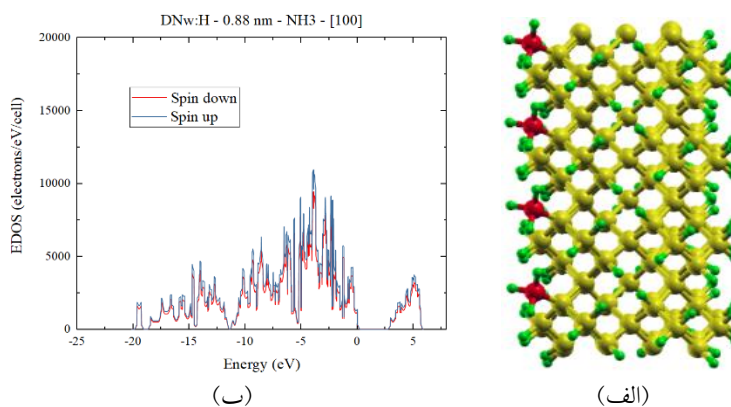 DNw:H - 0.88 nm - NH3 - [100]
20000
15000
10000
5000
0
EDOS (electrons/eV/cell)
Spin down
Spin up
-25 -20 -15 -10 -5 0 5
Energy (eV)
(ب)
(الف)